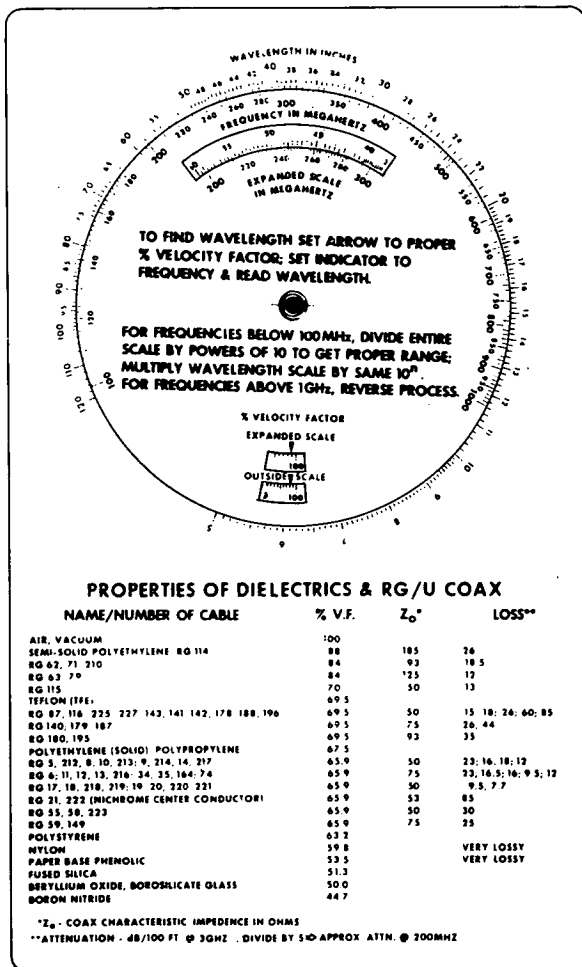 WAVELENGTH IN INCHES
FREQUENCY IN MEGAHERTZ
EXPANDED SCALE
IN MEGAHERTZ
TO FIND WAVELENGTH SET ARROW TO PROPER
% VELOCITY FACTOR; SET INDICATOR TO
FREQUENCY & READ WAVELENGTH.
FOR FREQUENCIES BELOW 100MHz, DIVIDE ENTIRE
SCALE BY POWERS OF 10 TO GET PROPER RANGE;
MULTIPLY WAVELENGTH SCALE BY SAME 10ⁿ.
FOR FREQUENCIES ABOVE 1GHz, REVERSE PROCESS.
% VELOCITY FACTOR
EXPANDED SCALE
100
OUTSIDE SCALE
100
PROPERTIES OF DIELECTRICS & RG/U COAX
NAME/NUMBER OF CABLE % V.F. Zo* LOSS**
AIR, VACUUM 100
SEMI-SOLID POLYETHYLENE RG 114 88 185 26
RG 62, 71 210 84 93 18 5
RG 63 79 84 125 12
RG 115 70 50 13
TEFLON (TFE) 69 5
RG 87, 116 225 227 143, 141 142, 178 188, 196 69 5 50 15 18; 26; 60; 85
RG 140; 179 187 69.5 75 26, 44
RG 180, 195 69.5 93 35
POLYETHYLENE (SOLID) POLYPROPYLENE 67 5
RG 5, 212, 8, 10, 213; 9, 214, 14, 217 65.9 50 23; 16, 18; 12
RG 6; 11, 12, 13, 216 34, 35, 164; 74 65.9 75 23, 16.5; 16; 9 5; 12
RG 17, 18, 218, 219; 19 20, 220 221 65 9 50 9.5, 7.7
RG 21, 222 (NICHROME CENTER CONDUCTOR) 65.9 53 85
RG 55, 58, 223 65 9 50 30
RG 59, 149 65 9 75 25
POLYSTYRENE 63 2
NYLON 59 8 VERY LOSSY
PAPER BASE PHENOLIC 53 5 VERY LOSSY
FUSED SILICA 51.3
BERYLLIUM OXIDE, BOROSILICATE GLASS 50.0
BORON NITRIDE 44 7
*Zo - COAX CHARACTERISTIC IMPEDENCE IN OHMS
**ATTENUATION - dB/100 FT @ 3GHZ . DIVIDE BY 5 APPROX ATTN. @ 200MHZ